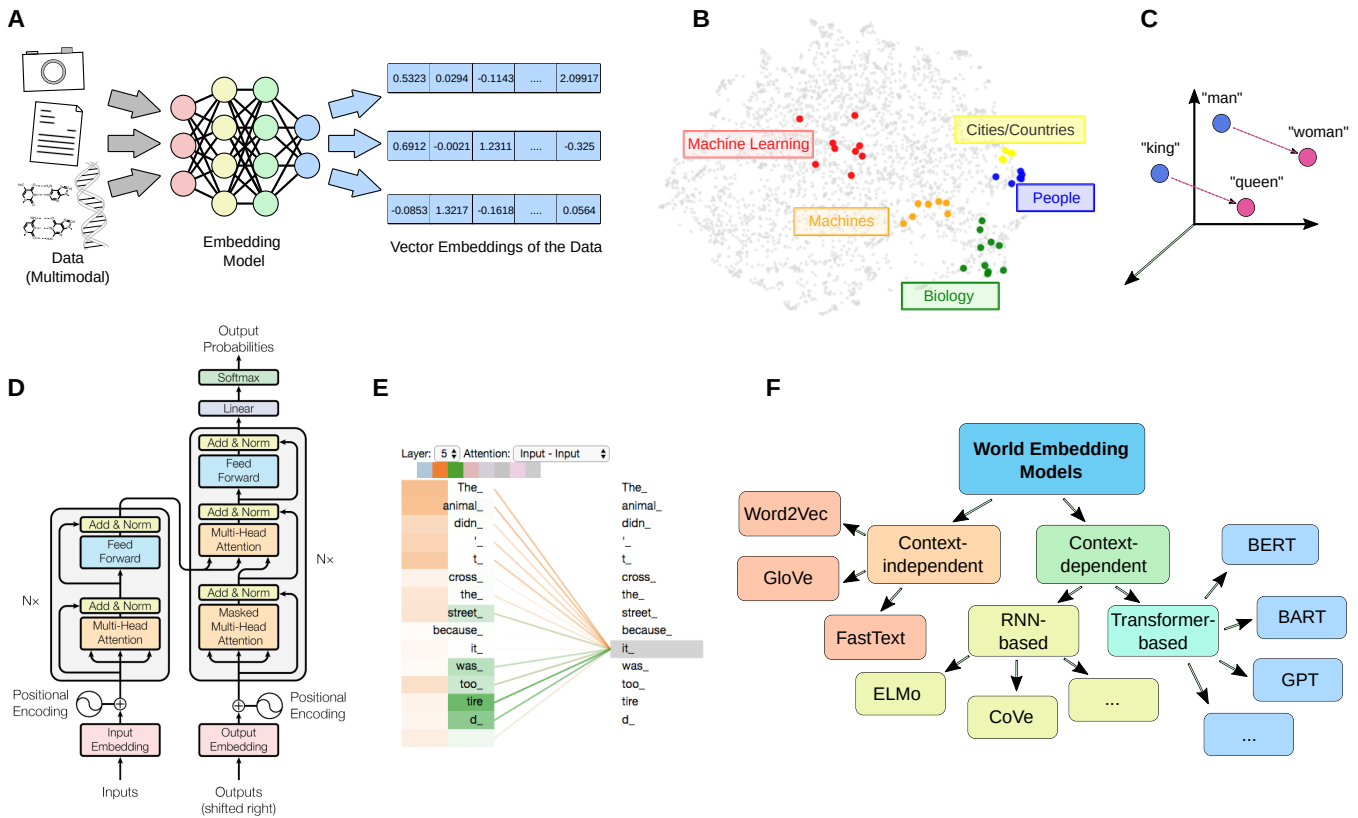 A
0.5323 0.0294 -0.1143 .... 2.09917
0.6912 -0.0021 1.2311 .... -0.325
-0.0853 1.3217 -0.1618 .... 0.0564
Data
(Multimodal)
Embedding
Model
Vector Embeddings of the Data
B
Machine Learning
Cities/Countries
People
Machines
Biology
C
"man"
"woman"
"king"
"queen"
D
Output
Probabilities
Softmax
Linear
Add & Norm
Feed
Forward
Add & Norm
Multi-Head
Attention
Add & Norm
Masked
Multi-Head
Attention
Nx
Add & Norm
Feed
Forward
Add & Norm
Multi-Head
Attention
Nx
Positional
Encoding
Positional
Encoding
Input
Embedding
Output
Embedding
Inputs
Outputs
(shifted right)
E
Layer: 5 Attention: Input - Input
The_ The_
animal_ animal_
didn_ didn_
'_ '_
t_ t_
cross_ cross_
the_ the_
street_ street_
because_ because_
it_ it_
was_ was_
too_ too_
tire tire
d_ d_
F
World Embedding
Models
Word2Vec
GloVe
FastText
Context-
independent
Context-
dependent
RNN-
based
Transformer-
based
ELMo
CoVe
...
BERT
BART
GPT
...